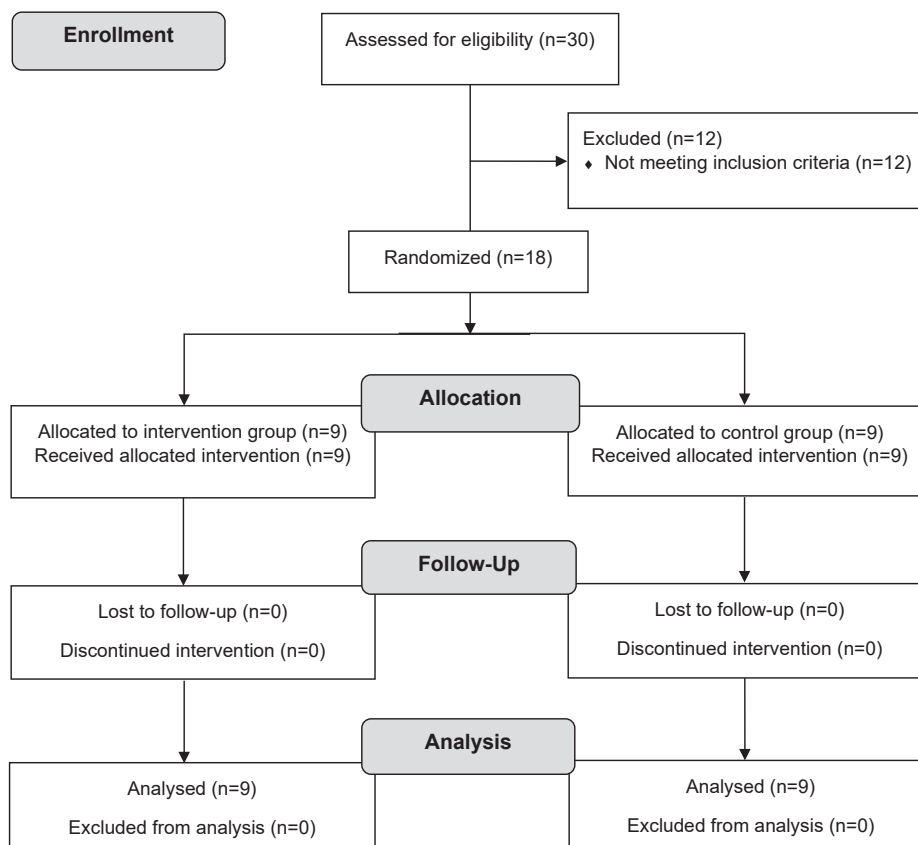 Enrollment
Assessed for eligibility (n=30)
Excluded (n=12)
♦ Not meeting inclusion criteria (n=12)
Randomized (n=18)
Allocation
Allocated to intervention group (n=9)
Received allocated intervention (n=9)
Allocated to control group (n=9)
Received allocated intervention (n=9)
Follow-Up
Lost to follow-up (n=0)
Discontinued intervention (n=0)
Lost to follow-up (n=0)
Discontinued intervention (n=0)
Analysis
Analysed (n=9)
Excluded from analysis (n=0)
Analysed (n=9)
Excluded from analysis (n=0)